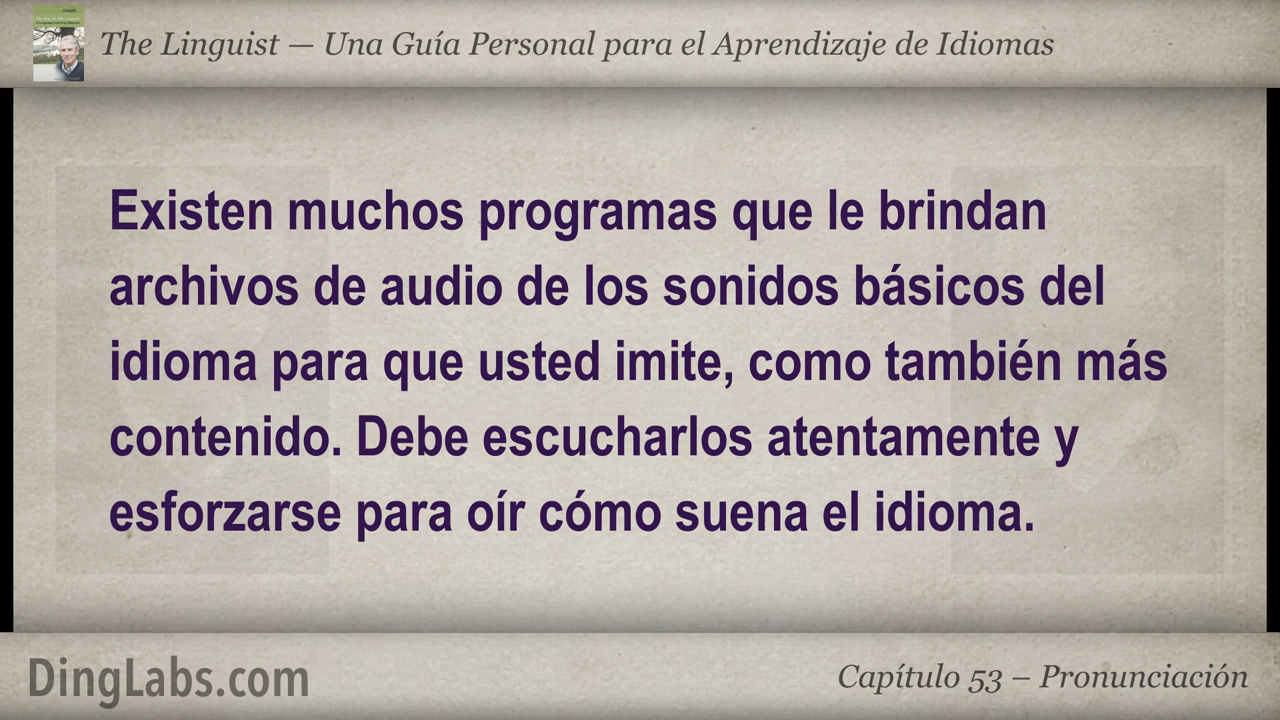 The Linguist — Una Guía Personal para el Aprendizaje de Idiomas
Existen muchos programas que le brindan
archivos de audio de los sonidos básicos del
idioma para que usted imite, como también más
contenido. Debe escucharlos atentamente y
esforzarse para oír cómo suena el idioma.
DingLabs.com
Capítulo 53 – Pronunciación